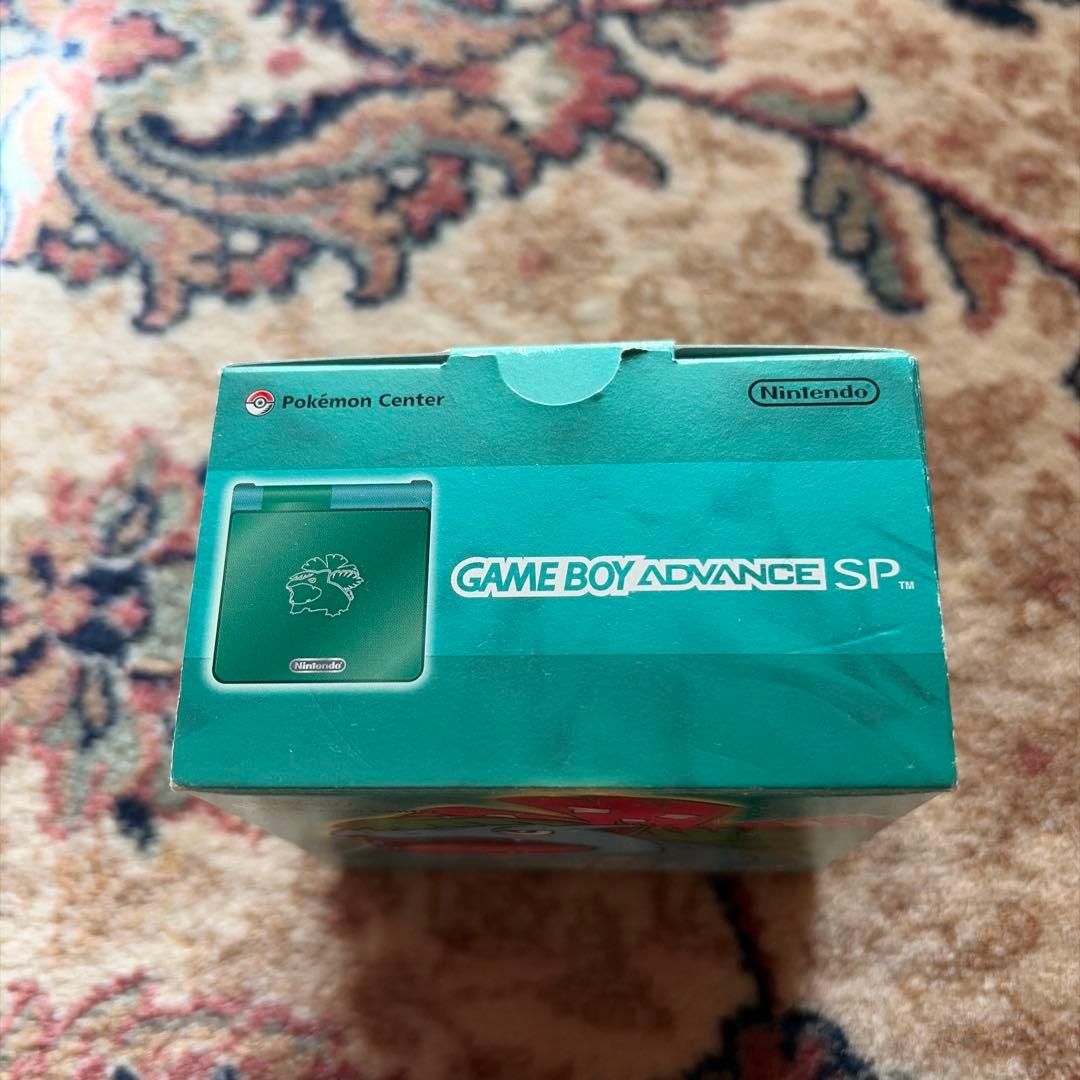 Pokémon Center
Nintendo
GAME BOY ADVANCE SP™
Nintendo